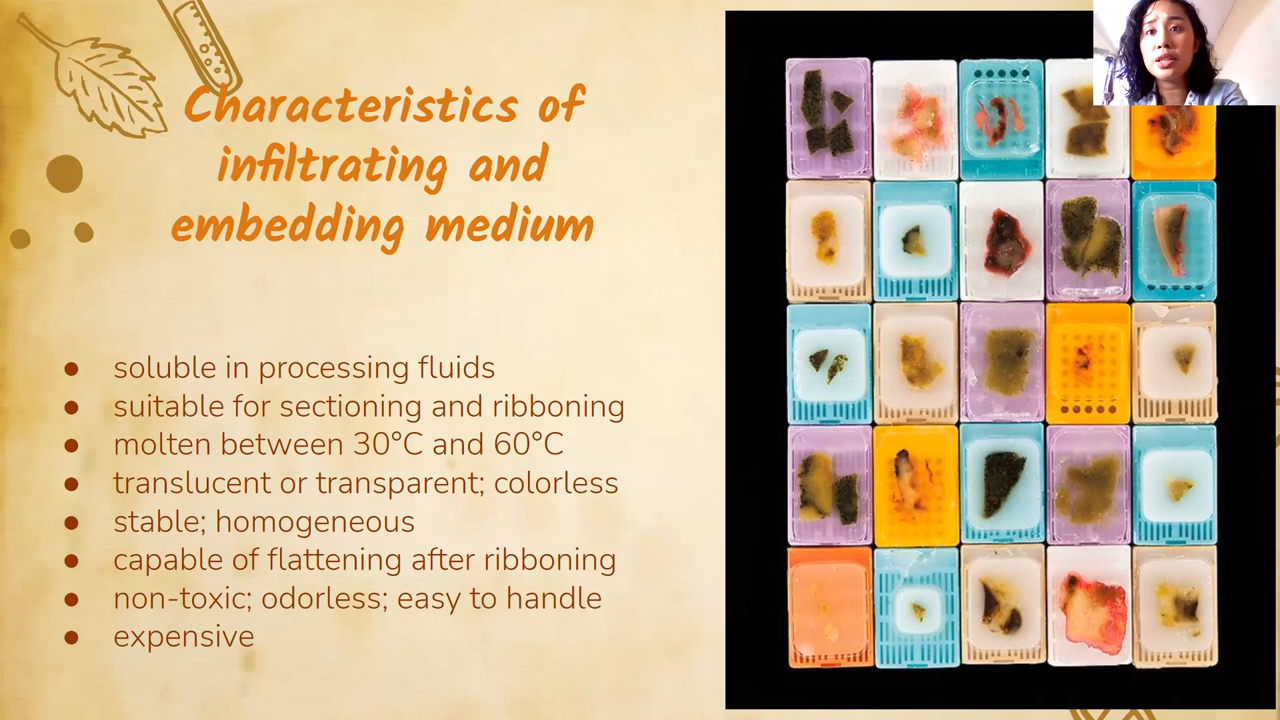 Characteristics of
infiltrating and
embedding medium
● soluble in processing fluids
● suitable for sectioning and ribboning
● molten between 30°C and 60°C
● translucent or transparent; colorless
● stable; homogeneous
● capable of flattening after ribboning
● non-toxic; odorless; easy to handle
● expensive